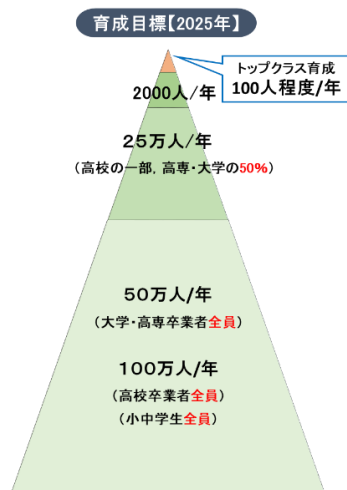 育成目標【2025年】
トップクラス育成
100人程度/年
2000人/年
25万人/年
（高校の一部，高専・大学の50%）
50万人/年
（大学・高専卒業者全員）
100万人/年
（高校卒業者全員）
（小中学生全員）